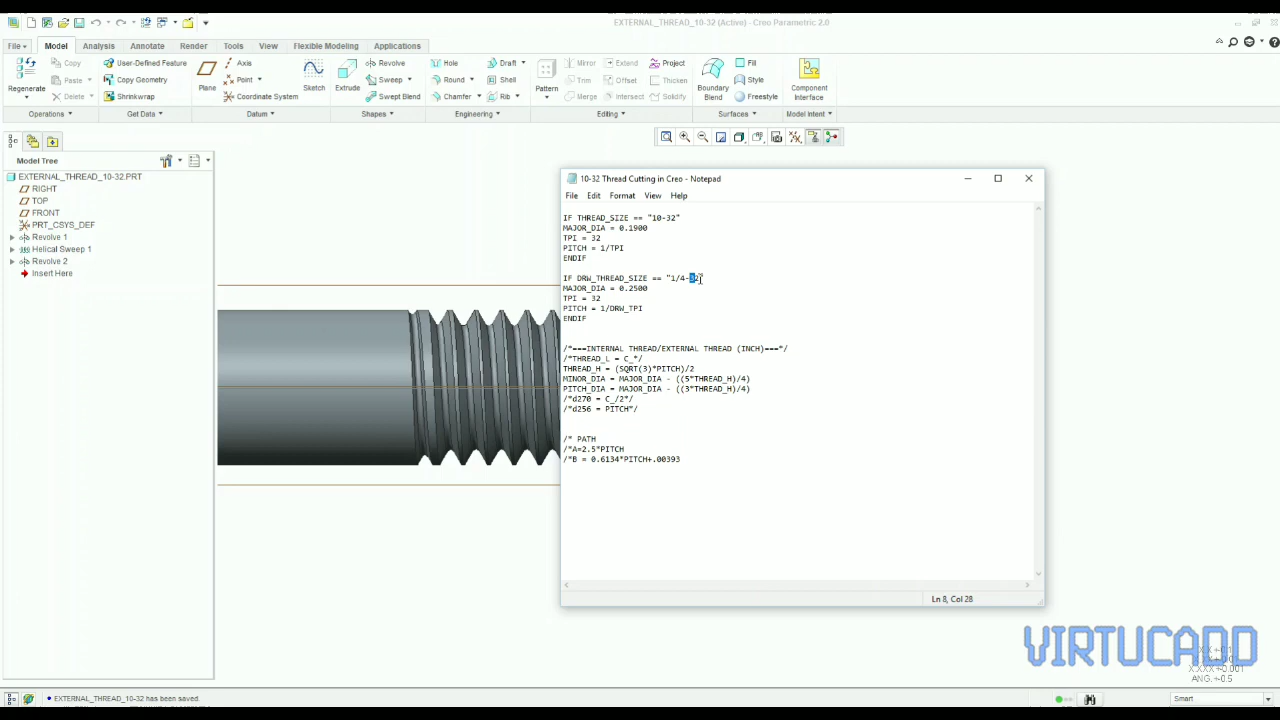 EXTERNAL_THREAD_10-32 (Active) - Creo Parametric 2.0
File Model Analysis Annotate Render Tools View Flexible Modeling Applications
Regenerate Copy Paste Delete User-Defined Feature Copy Geometry Shrinkwrap Plane Axis Point Coordinate System Sketch Extrude Revolve Sweep Swept Blend Hole Round Chamfer Draft Shell Rib Pattern Mirror Trim Merge Extend Offset Intersect Project Thicken Solidify Boundary Blend Fill Style Freestyle Component Interface
Operations Get Data Datum Shapes Engineering Editing Surfaces Model Intent
Model Tree
EXTERNAL_THREAD_10-32.PRT
RIGHT
TOP
FRONT
PRT_CSYS_DEF
Revolve 1
Helical Sweep 1
Revolve 2
Insert Here
10-32 Thread Cutting in Creo - Notepad
File Edit Format View Help
IF THREAD_SIZE == "10-32"
MAJOR_DIA = 0.1900
TPI = 32
PITCH = 1/TPI
ENDIF
IF DRW_THREAD_SIZE == "1/4-32"
MAJOR_DIA = 0.2500
TPI = 32
PITCH = 1/DRW_TPI
ENDIF
/*===INTERNAL THREAD/EXTERNAL THREAD (INCH)===*/
/*THREAD_L = C_*/
THREAD_H = (SQRT(3)*PITCH)/2
MINOR_DIA = MAJOR_DIA - ((5*THREAD_H)/4)
PITCH_DIA = MAJOR_DIA - ((3*THREAD_H)/4)
/*d270 = C_/2*/
/*d256 = PITCH*/
/* PATH
/*A=2.5*PITCH
/*B = 0.6134*PITCH+.00393
Ln 8, Col 28
VIRTUCADD
X.XXX +-0.001
ANG. +-0.5
EXTERNAL_THREAD_10-32 has been saved.
Smart